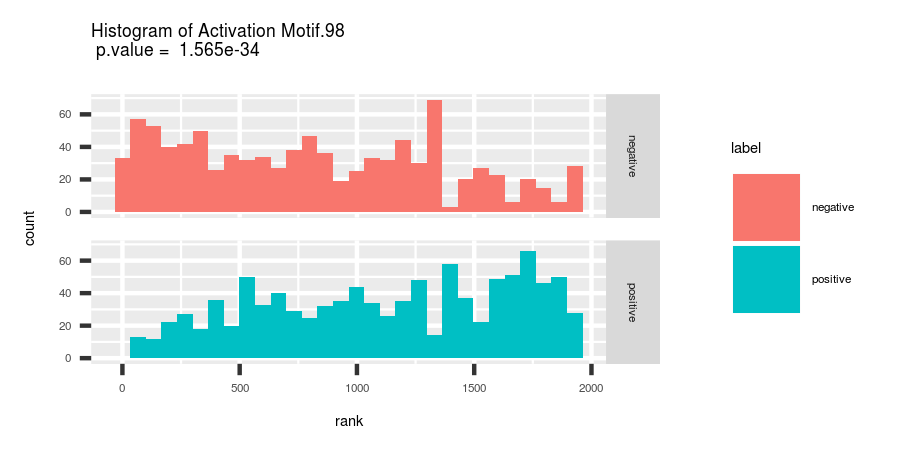 Histogram of Activation Motif.98
p.value = 1.565e-34
60
40
20
0
negative
60
40
20
0
positive
0 500 1000 1500 2000
rank
count
label
negative
positive